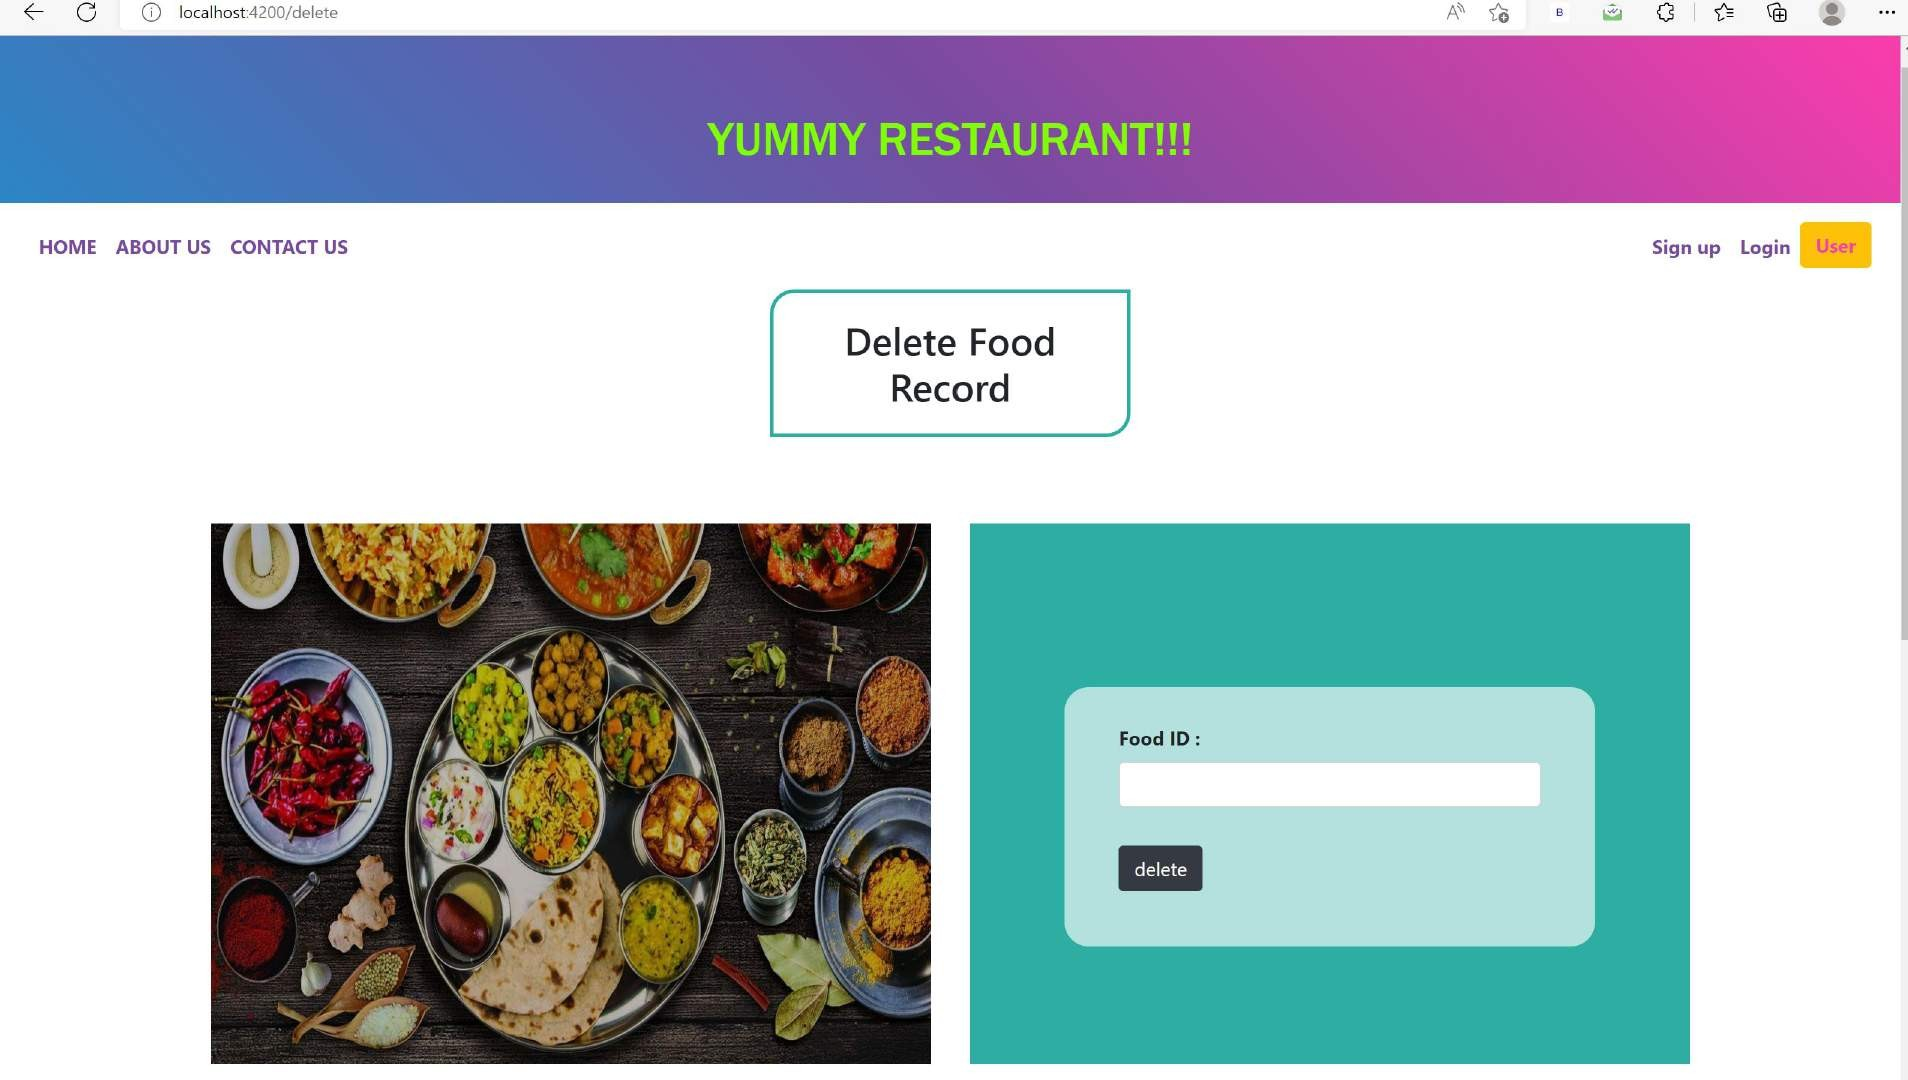 localhost:4200/delete
B
YUMMY RESTAURANT!!!
HOME ABOUT US CONTACT US Sign up Login User
Delete Food
Record
Food ID :
delete